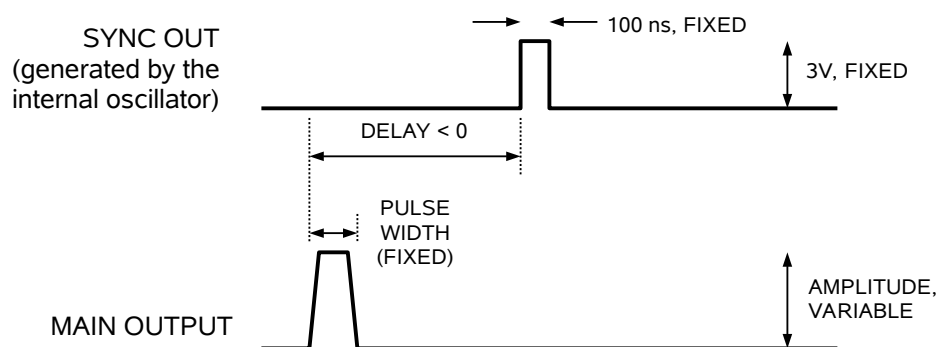 SYNC OUT
(generated by the
internal oscillator)
100 ns, FIXED
3V, FIXED
DELAY < 0
PULSE
WIDTH
(FIXED)
AMPLITUDE,
VARIABLE
MAIN OUTPUT